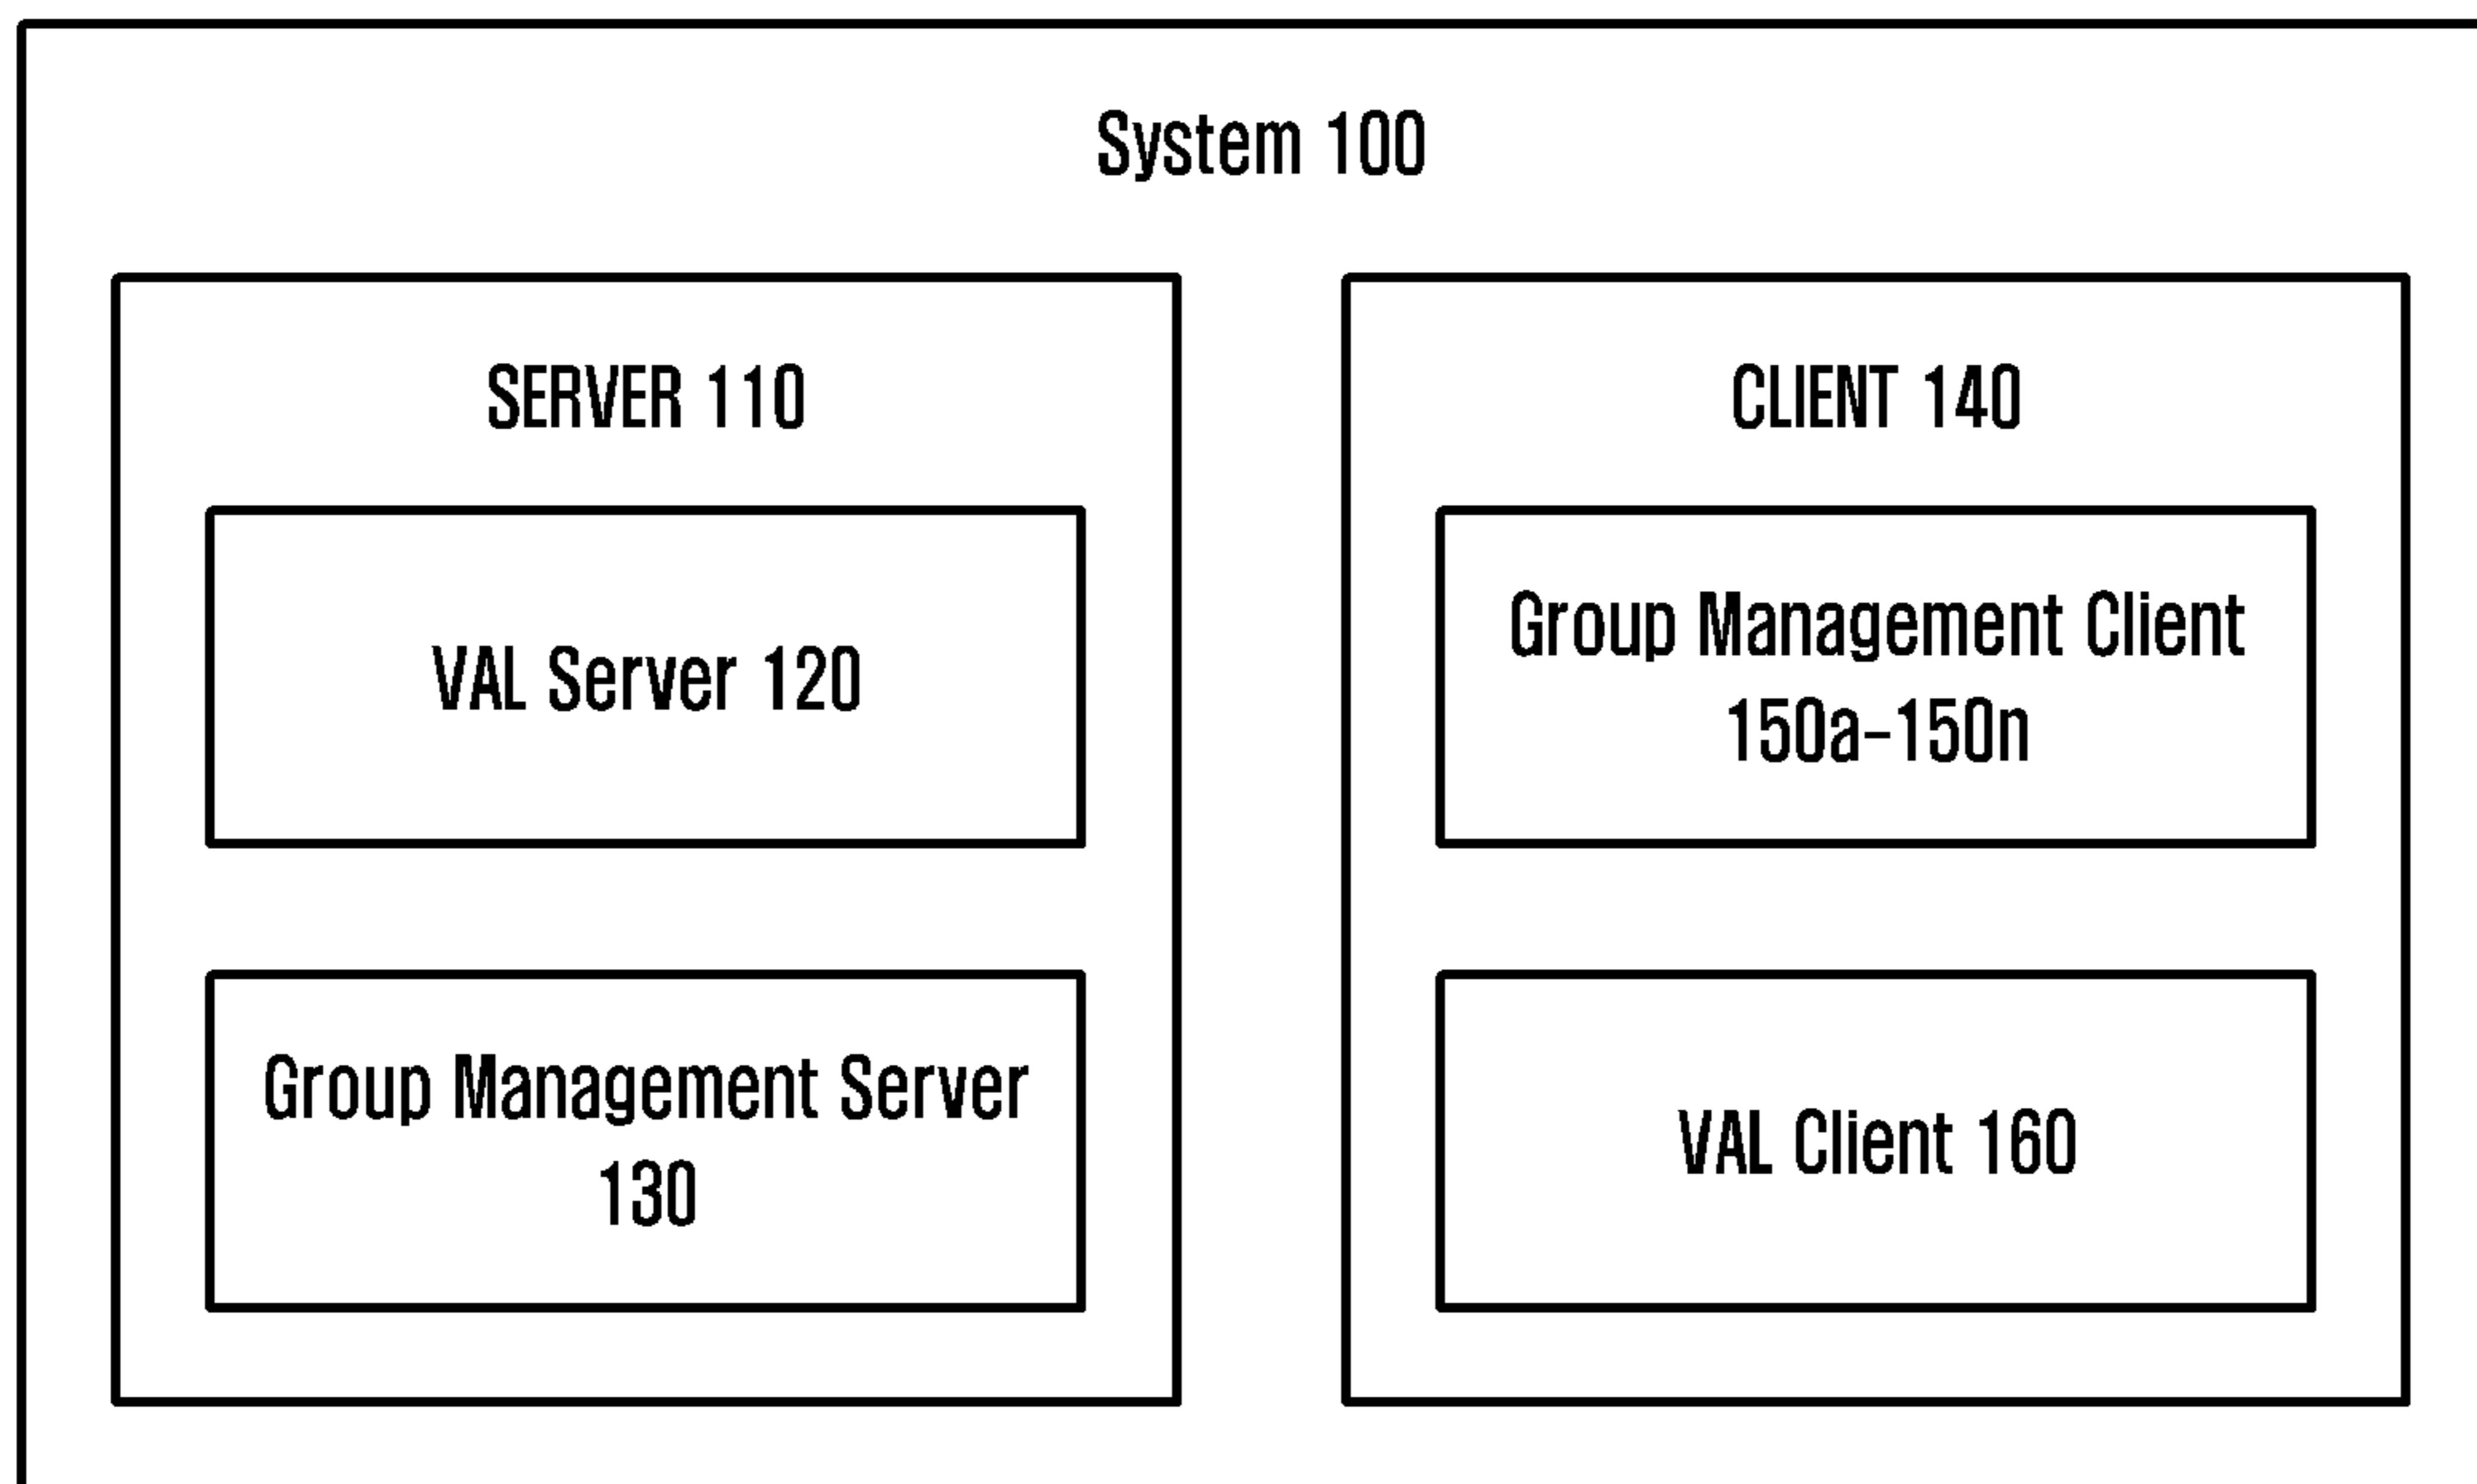 System 100
SERVER 110
VAL Server 120
Group Management Server
130
CLIENT 140
Group Management Client
150a–150n
VAL Client 160